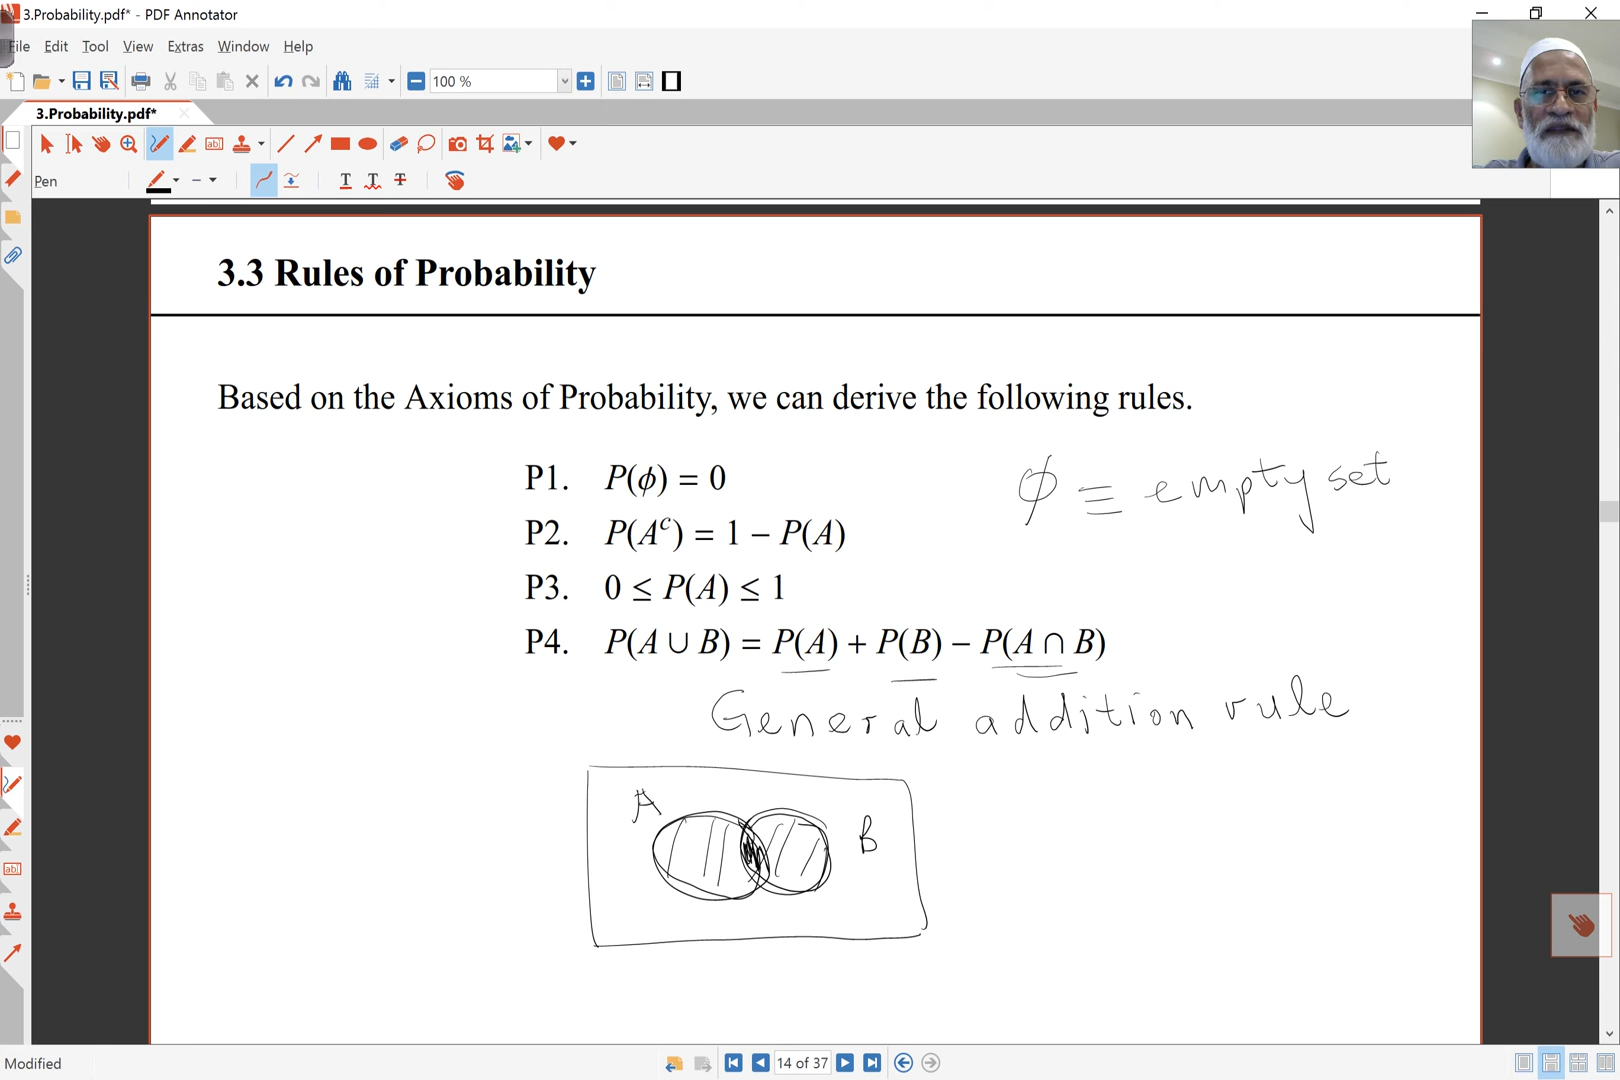 3.Probability.pdf* - PDF Annotator
File Edit Tool View Extras Window Help
100 %
3.Probability.pdf*
Pen
3.3 Rules of Probability
Based on the Axioms of Probability, we can derive the following rules.
P1. P(ϕ) = 0
ϕ ≡ empty set
P2. P(Aᶜ) = 1 − P(A)
P3. 0 ≤ P(A) ≤ 1
P4. P(A ∪ B) = P(A) + P(B) − P(A ∩ B)
General addition rule
A
B
Modified
14 of 37